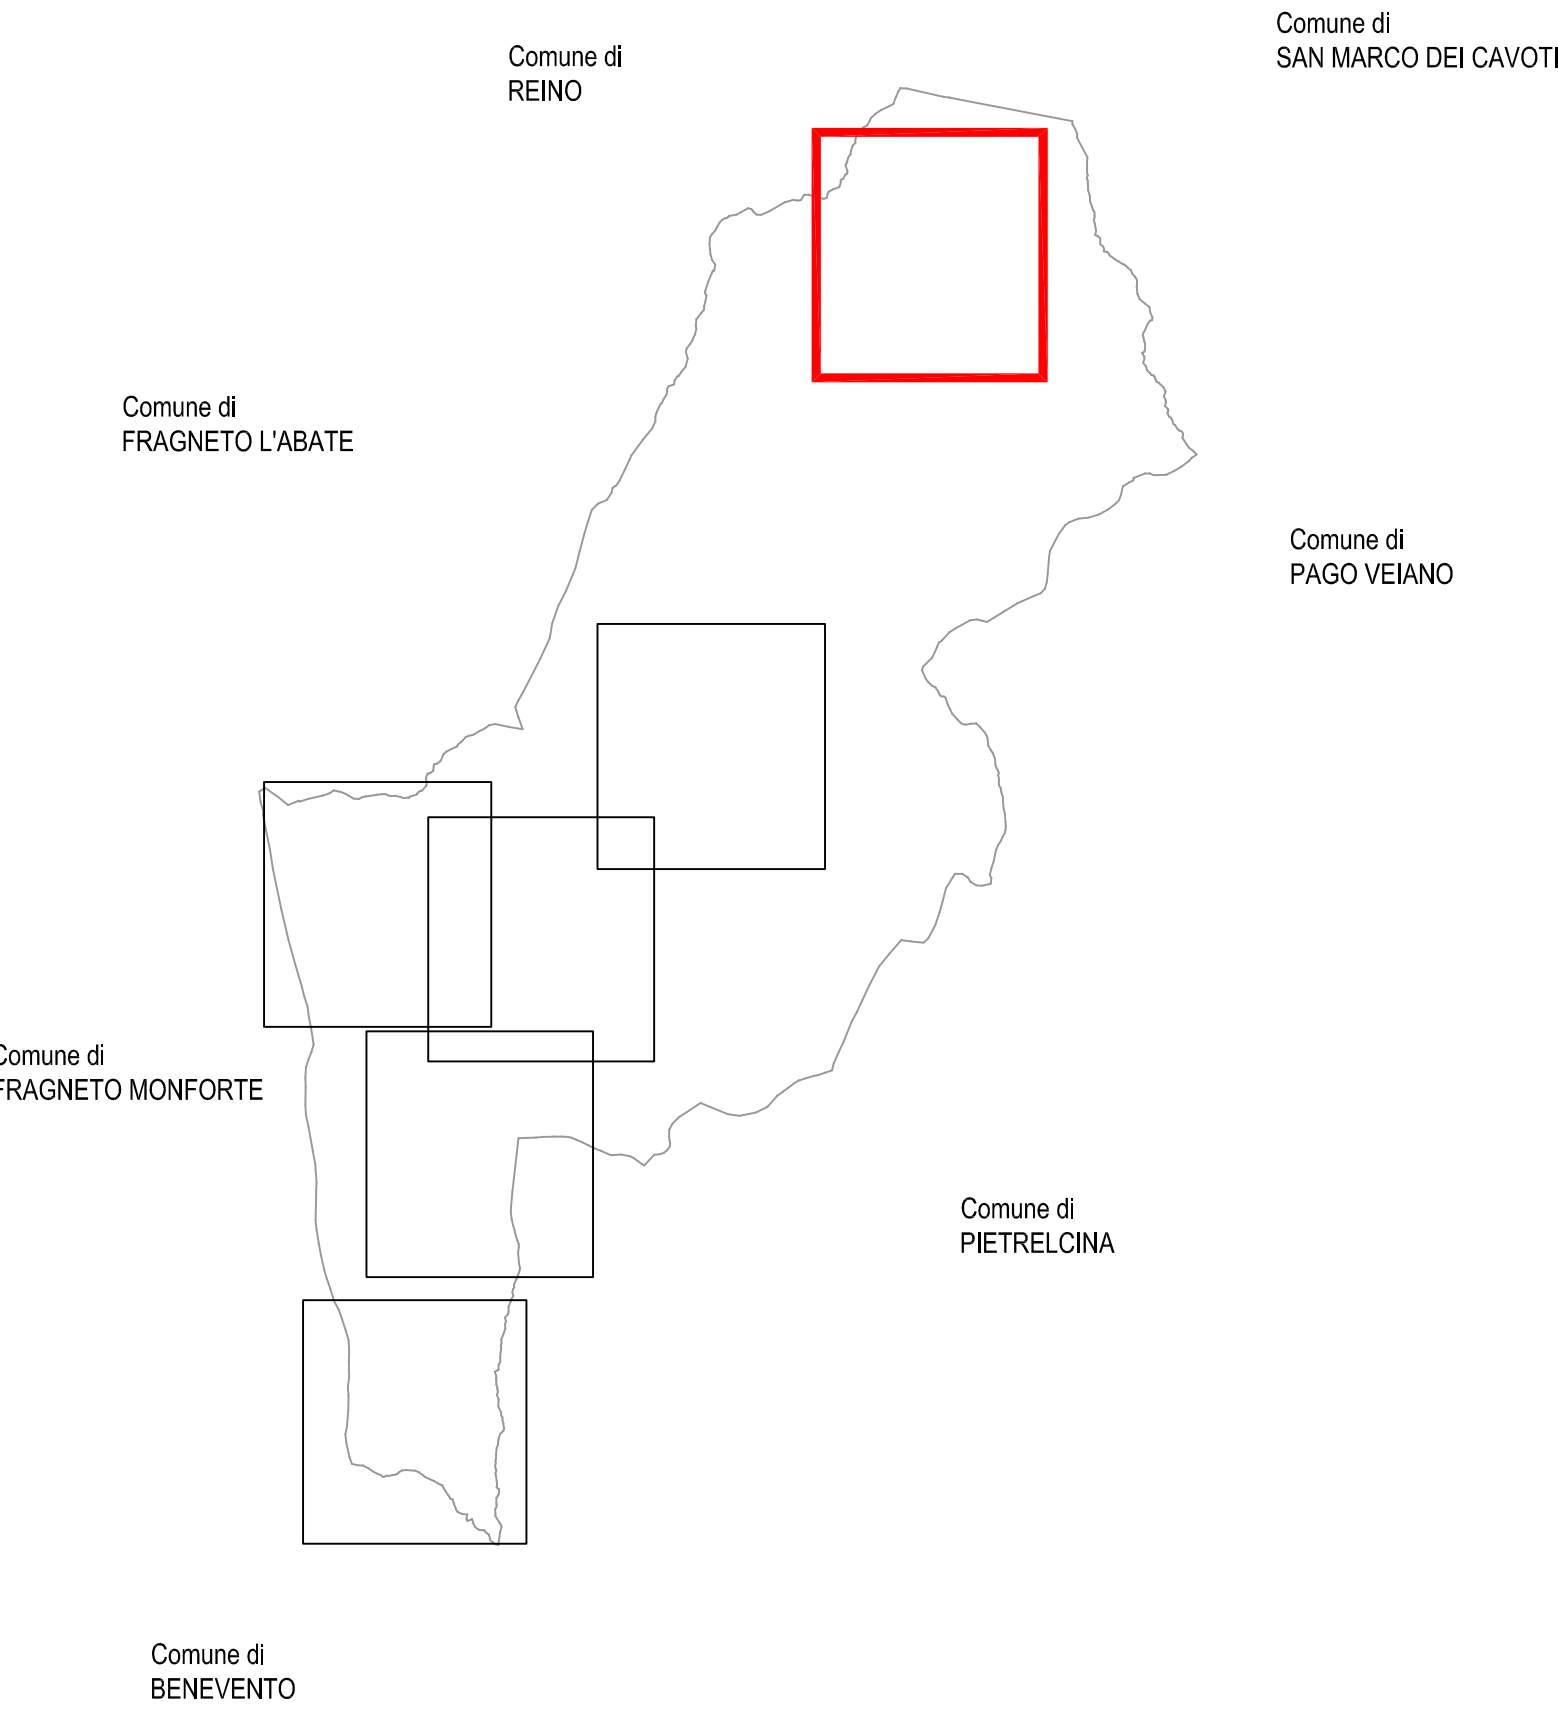 Comune di
SAN MARCO DEI CAVOTI
Comune di
REINO
Comune di
FRAGNETO L'ABATE
Comune di
PAGO VEIANO
Comune di
FRAGNETO MONFORTE
Comune di
PIETRELCINA
Comune di
BENEVENTO